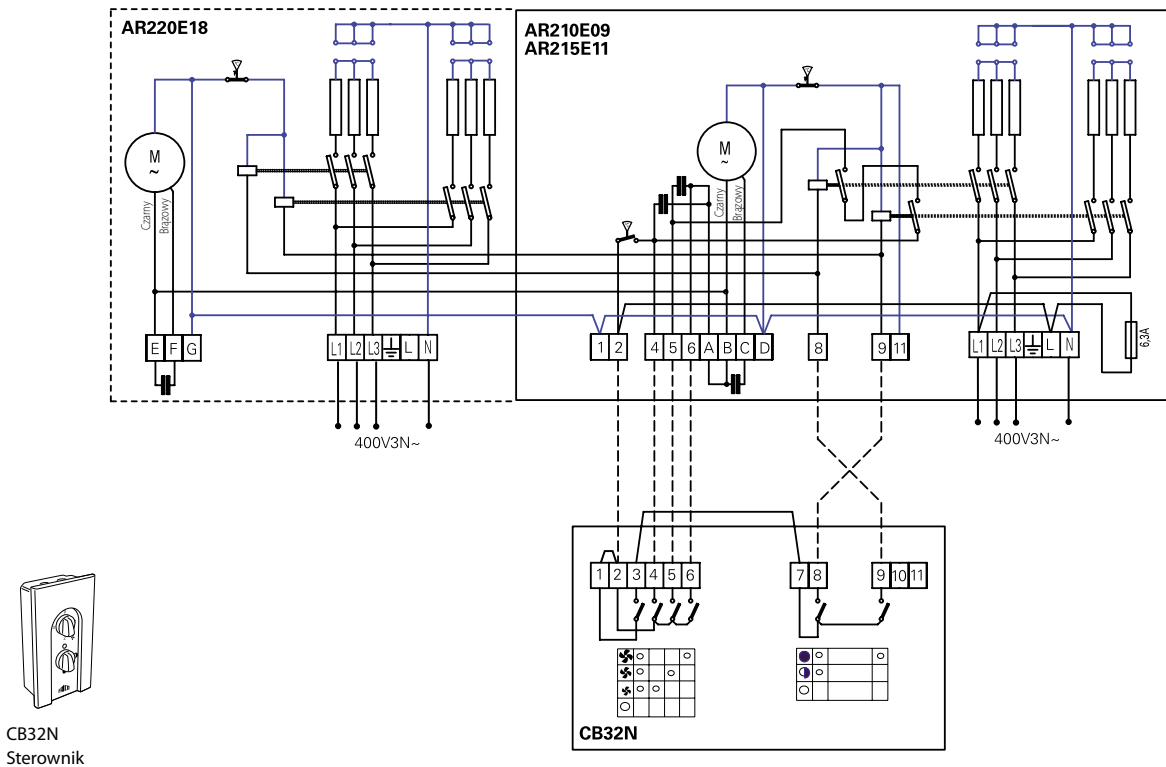 AR220E18
AR210E09
AR215E11
M
~
Czarny
Brązowy
M
~
Czarny
Brązowy
E F G
L1 L2 L3 L N
1 2
4 5 6 A B C D
8
9 11
L1 L2 L3 L N
6,3A
400V3N~
400V3N~
1 2 3 4 5 6
7 8
9 10 11
CB32N
CB32N
Sterownik